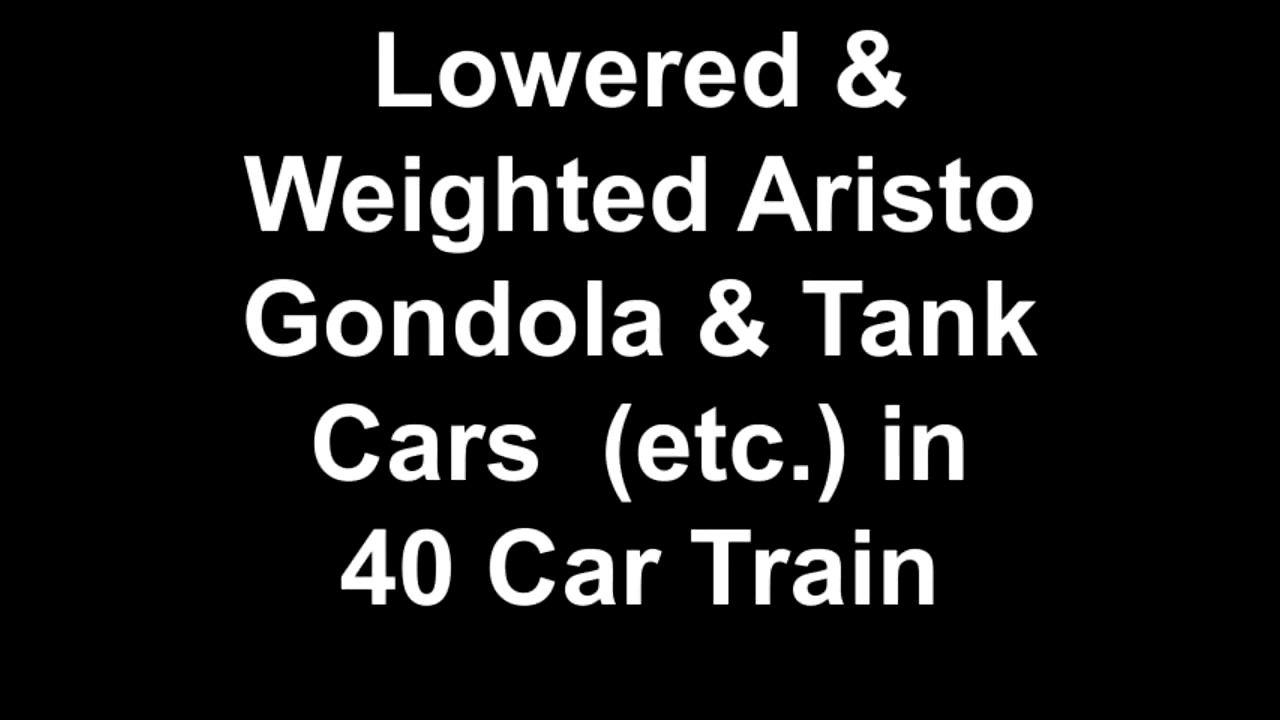 Lowered &
Weighted Aristo
Gondola & Tank
Cars  (etc.) in
40 Car Train